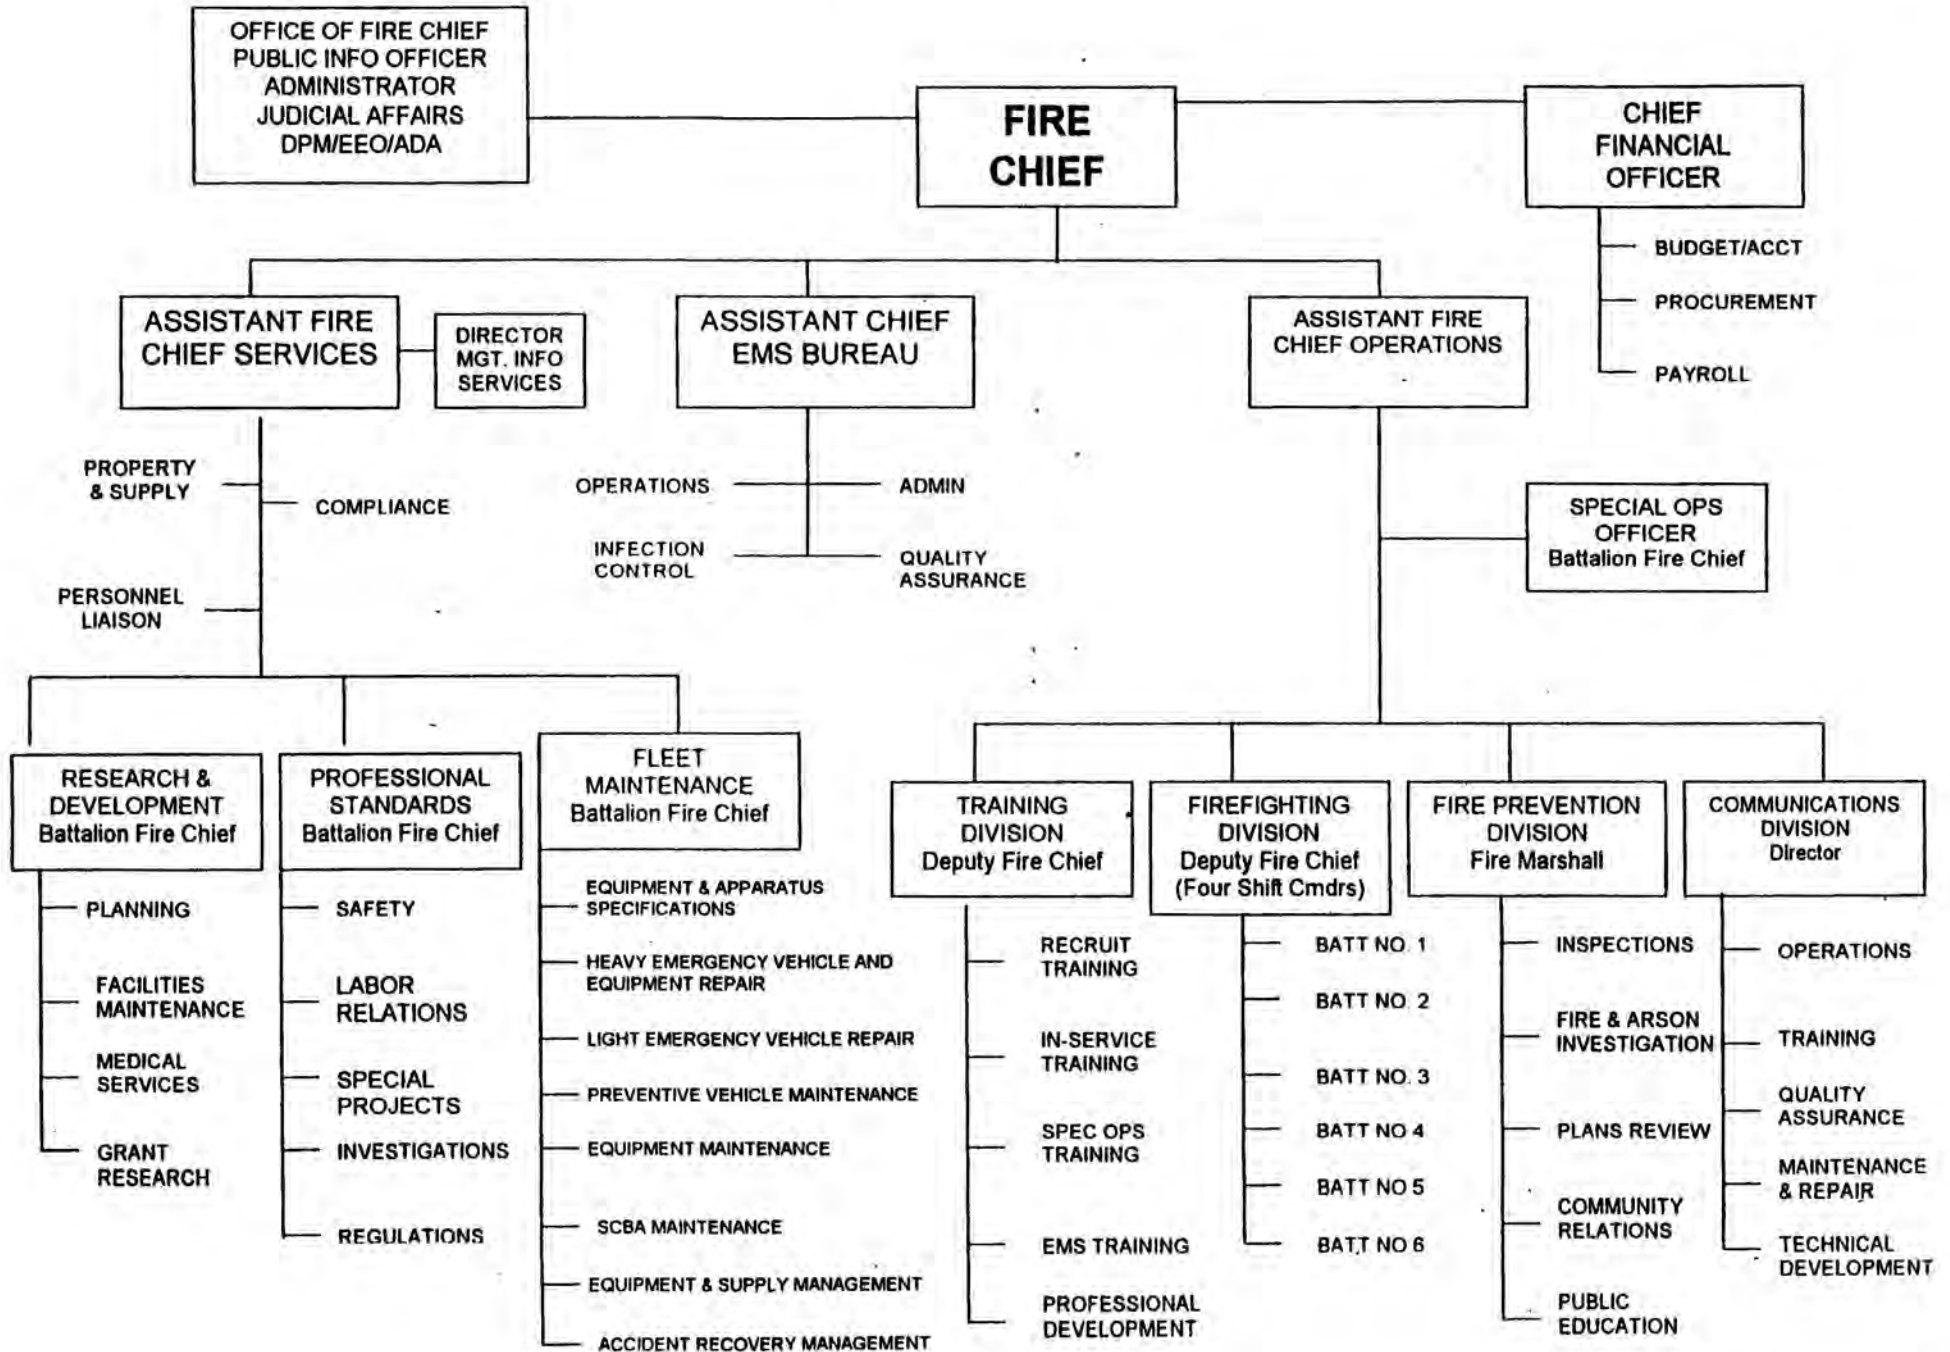 OFFICE OF FIRE CHIEF
PUBLIC INFO OFFICER
ADMINISTRATOR
JUDICIAL AFFAIRS
DPM/EEO/ADA
FIRE
CHIEF
CHIEF
FINANCIAL
OFFICER
BUDGET/ACCT
PROCUREMENT
PAYROLL
ASSISTANT FIRE
CHIEF SERVICES
DIRECTOR
MGT. INFO
SERVICES
ASSISTANT CHIEF
EMS BUREAU
ASSISTANT FIRE
CHIEF OPERATIONS
PROPERTY
& SUPPLY
COMPLIANCE
PERSONNEL
LIAISON
OPERATIONS
ADMIN
INFECTION
CONTROL
QUALITY
ASSURANCE
SPECIAL OPS
OFFICER
Battalion Fire Chief
RESEARCH &
DEVELOPMENT
Battalion Fire Chief
PLANNING
FACILITIES
MAINTENANCE
MEDICAL
SERVICES
GRANT
RESEARCH
PROFESSIONAL
STANDARDS
Battalion Fire Chief
SAFETY
LABOR
RELATIONS
SPECIAL
PROJECTS
INVESTIGATIONS
REGULATIONS
FLEET
MAINTENANCE
Battalion Fire Chief
EQUIPMENT & APPARATUS
SPECIFICATIONS
HEAVY EMERGENCY VEHICLE AND
EQUIPMENT REPAIR
LIGHT EMERGENCY VEHICLE REPAIR
PREVENTIVE VEHICLE MAINTENANCE
EQUIPMENT MAINTENANCE
SCBA MAINTENANCE
EQUIPMENT & SUPPLY MANAGEMENT
ACCIDENT RECOVERY MANAGEMENT
TRAINING
DIVISION
Deputy Fire Chief
RECRUIT
TRAINING
IN-SERVICE
TRAINING
SPEC OPS
TRAINING
EMS TRAINING
PROFESSIONAL
DEVELOPMENT
FIREFIGHTING
DIVISION
Deputy Fire Chief
(Four Shift Cmdrs)
BATT NO. 1
BATT NO. 2
BATT NO. 3
BATT NO 4
BATT NO 5
BATT NO 6
FIRE PREVENTION
DIVISION
Fire Marshall
INSPECTIONS
FIRE & ARSON
INVESTIGATION
PLANS REVIEW
COMMUNITY
RELATIONS
PUBLIC
EDUCATION
COMMUNICATIONS
DIVISION
Director
OPERATIONS
TRAINING
QUALITY
ASSURANCE
MAINTENANCE
& REPAIR
TECHNICAL
DEVELOPMENT